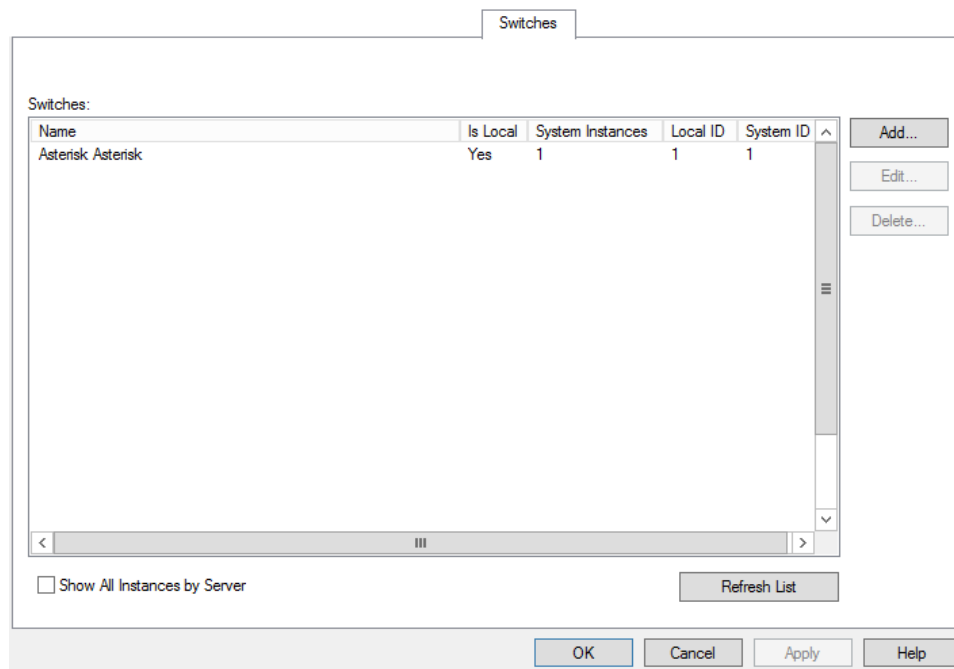 Switches
Switches:
Name Is Local System Instances Local ID System ID
Asterisk Asterisk Yes 1 1 1
Add...
Edit...
Delete...
Show All Instances by Server
Refresh List
OK Cancel Apply Help